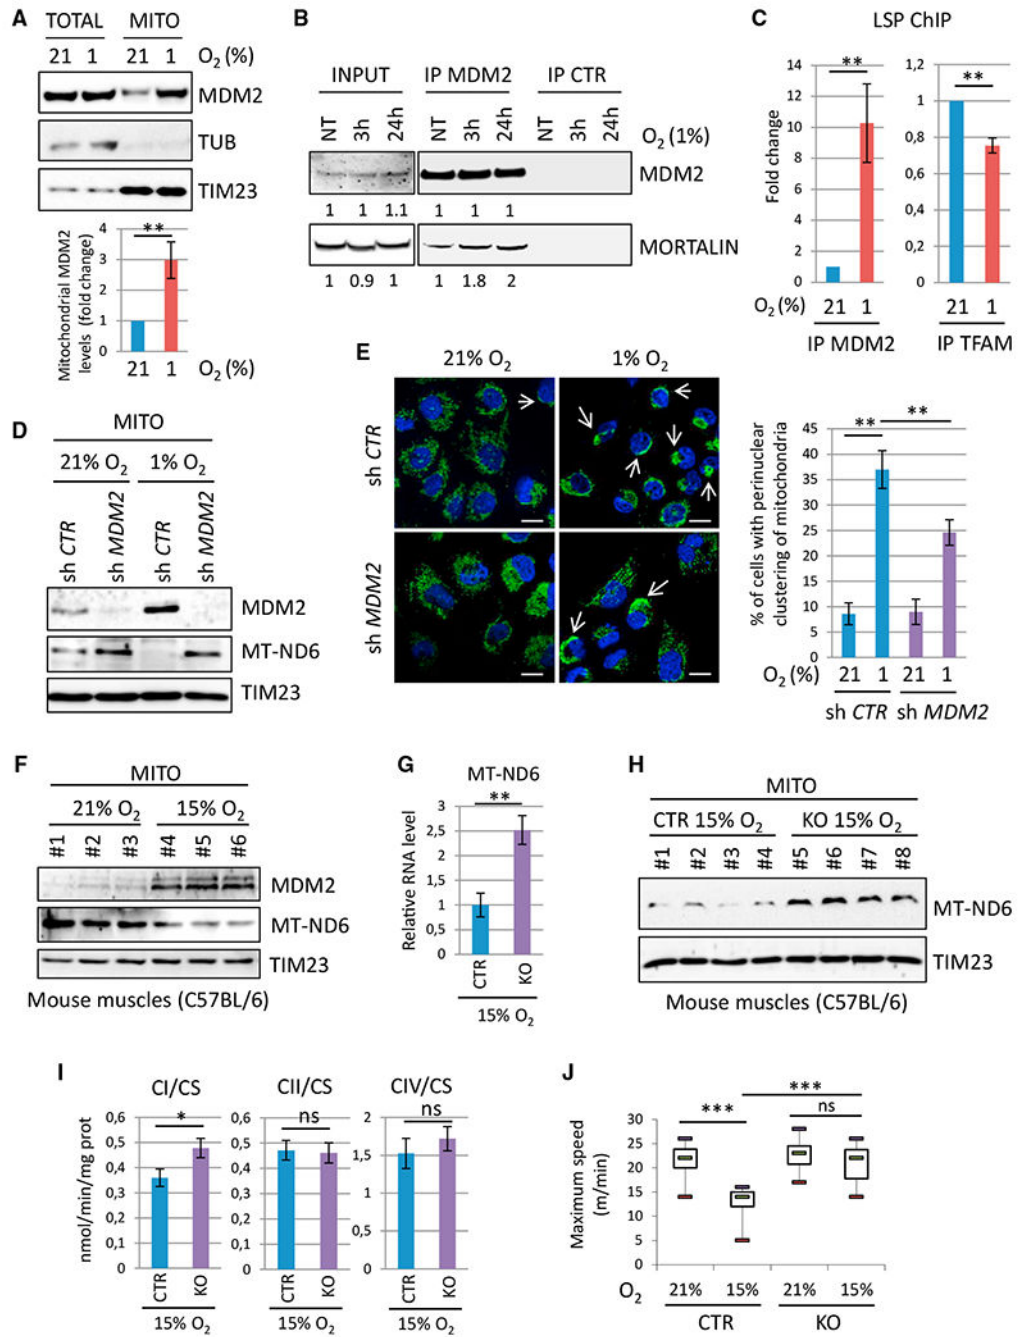 A
TOTAL MITO
21 1 21 1 O2 (%)
MDM2
TUB
TIM23
Mitochondrial MDM2
levels (fold change)
4
3
2
1
0
**
21 1 O2 (%)
B
INPUT IP MDM2 IP CTR
NT 3h 24h NT 3h 24h NT 3h 24h O2 (1%)
MDM2
1 1 1.1 1 1 1
MORTALIN
1 0.9 1 1 1.8 2
C
LSP ChIP
Fold change
14
12
10
8
6
4
2
0
**
1,2
1
0,8
0,6
0,4
0,2
0
**
O2 (%) 21 1 21 1
IP MDM2 IP TFAM
D
MITO
21% O2 1% O2
sh CTR sh MDM2 sh CTR sh MDM2
MDM2
MT-ND6
TIM23
E
21% O2 1% O2
sh CTR
sh MDM2
% of cells with perinuclear
clustering of mitochondria
45
40
35
30
25
20
15
10
5
0
** **
O2 (%) 21 1 21 1
sh CTR sh MDM2
F
MITO
21% O2 15% O2
#1 #2 #3 #4 #5 #6
MDM2
MT-ND6
TIM23
Mouse muscles (C57BL/6)
G
MT-ND6
Relative RNA level
3
2,5
2
1,5
1
0,5
0
**
CTR KO
15% O2
H
MITO
CTR 15% O2 KO 15% O2
#1 #2 #3 #4 #5 #6 #7 #8
MT-ND6
TIM23
Mouse muscles (C57BL/6)
I
CI/CS CII/CS CIV/CS
nmol/min/mg prot
0,6
0,5
0,4
0,3
0,2
0,1
0
*
0,6
0,5
0,4
0,3
0,2
0,1
0
ns
2
1,5
1
0,5
0
ns
CTR KO CTR KO CTR KO
15% O2 15% O2 15% O2
J
Maximum speed
(m/min)
30
25
20
15
10
5
0
***
*** ns
O2 21% 15% 21% 15%
CTR KO